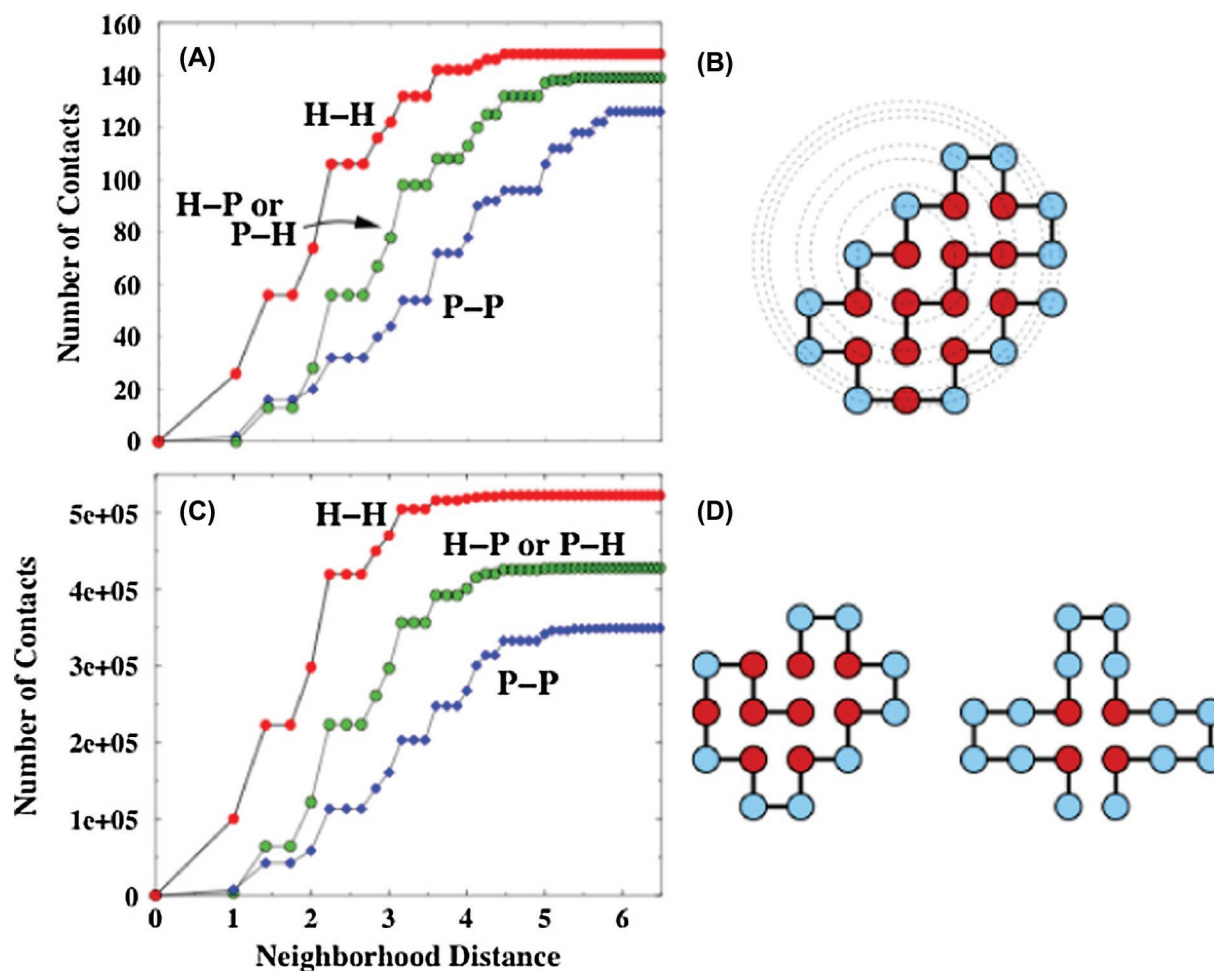 (A)
(B)
160
140
120
100
80
60
40
20
0
Number of Contacts
H–H
H–P or
P–H
P–P
(C)
(D)
5e+05
4e+05
3e+05
2e+05
1e+05
0
Number of Contacts
H–H
H–P or P–H
P–P
0 1 2 3 4 5 6
Neighborhood Distance